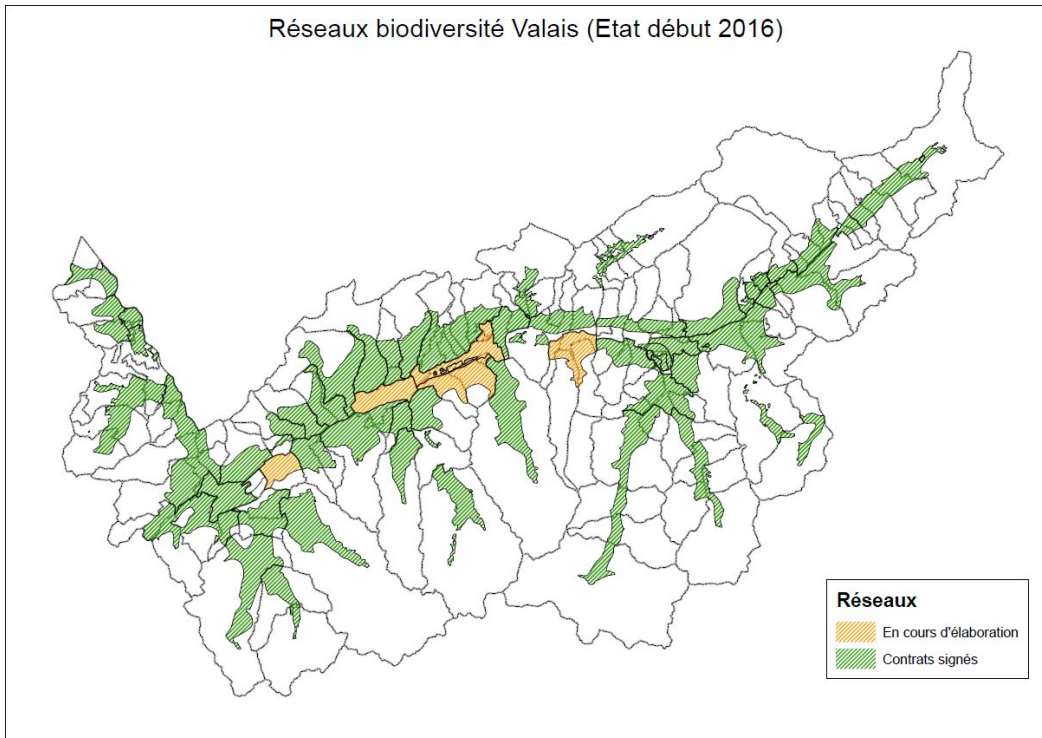 Réseaux biodiversité Valais (Etat début 2016)
Réseaux
En cours d'élaboration
Contrats signés